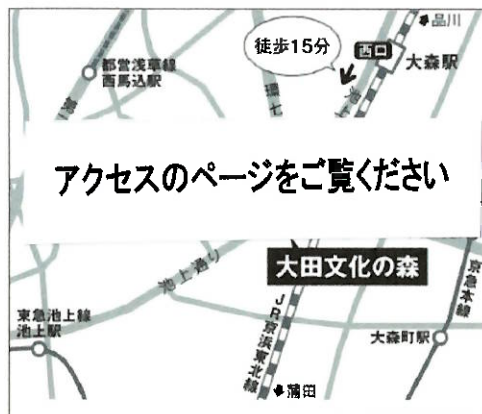 品川
徒歩15分
西口
大森駅
都営浅草線
西馬込駅
環七
アクセスのページをご覧ください
池上通り
大田文化の森
東急池上線
池上駅
JR京浜東北線
大森町駅
京急本線
蒲田